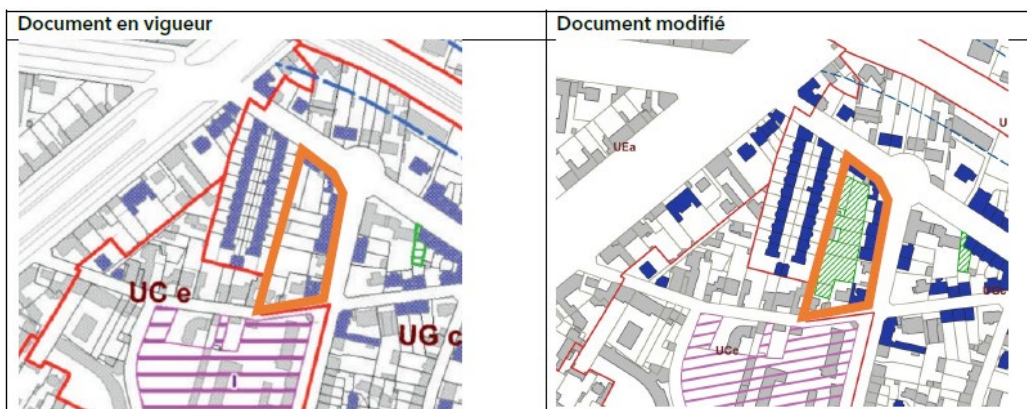 Document en vigueur
Document modifié
UC e
UG c
I
UEa
U
UCe
UGc